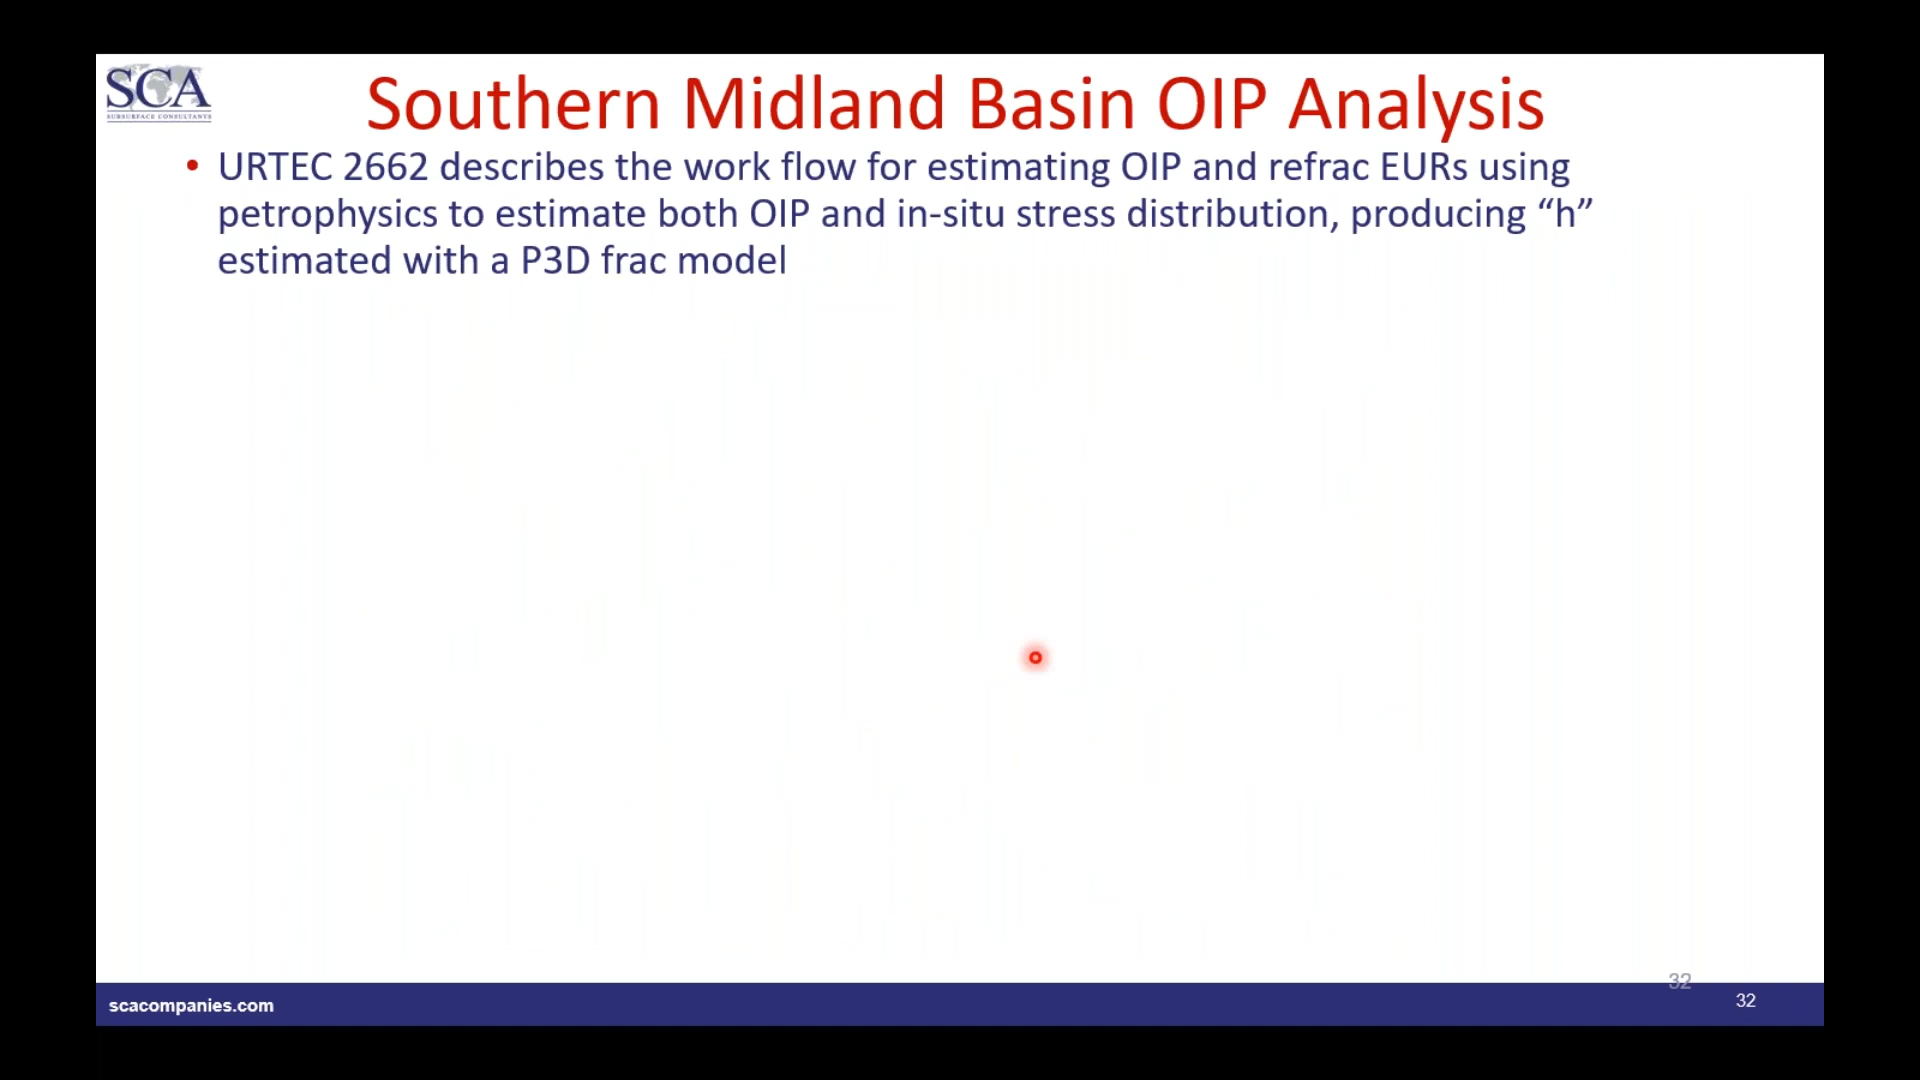 SCA
SUBSURFACE CONSULTANTS
Southern Midland Basin OIP Analysis
• URTEC 2662 describes the work flow for estimating OIP and refrac EURs using
petrophysics to estimate both OIP and in-situ stress distribution, producing “h”
estimated with a P3D frac model
32
scacompanies.com
32